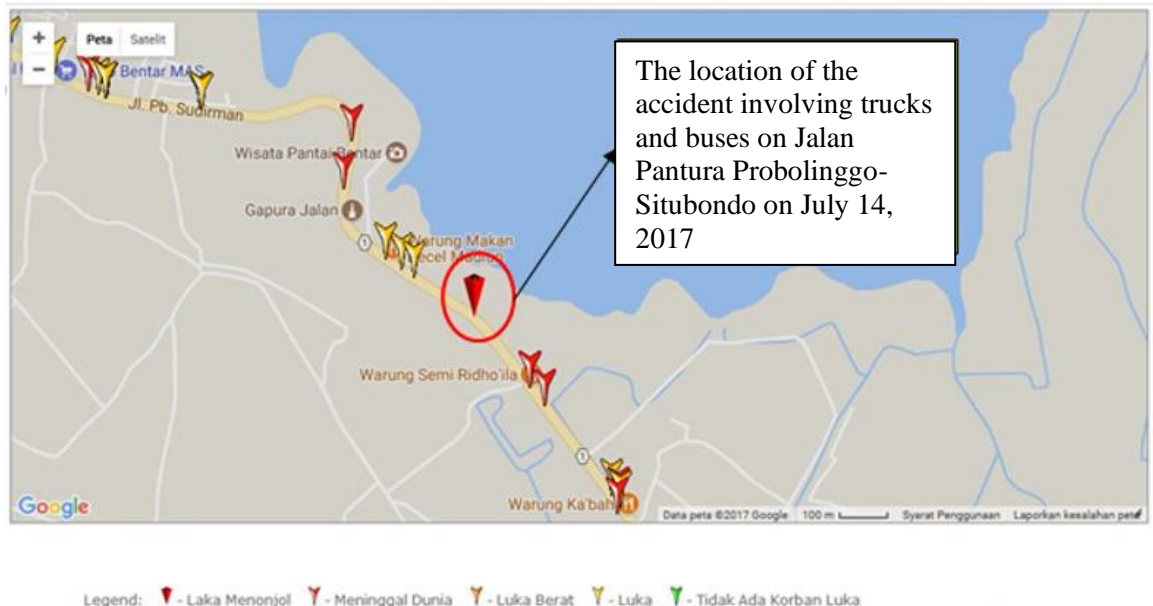 +
−
Peta Satelit
Bentar MAS
Jl. Pb. Sudirman
Wisata Pantai Bentar
Gapura Jalan
1
Warung Makan
Pecel Madiun
The location of the
accident involving trucks
and buses on Jalan
Pantura Probolinggo-
Situbondo on July 14,
2017
Warung Semi Ridho'ila
1
Warung Ka'bah
Google
Data peta ©2017 Google 100 m Syarat Penggunaan Laporkan kesalahan peta
Legend: - Laka Menonjol - Meninggal Dunia - Luka Berat - Luka - Tidak Ada Korban Luka